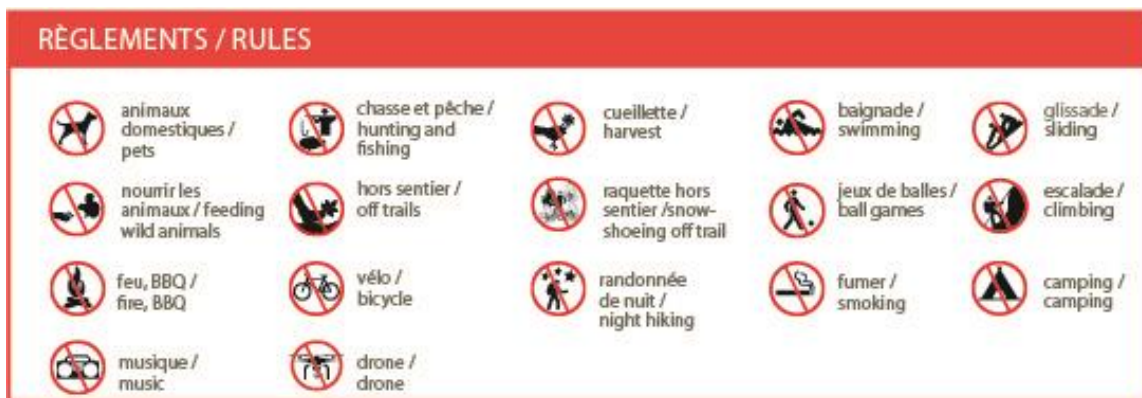 RÈGLEMENTS / RULES
animaux
domestiques /
pets
chasse et pêche /
hunting and
fishing
cueillette /
harvest
baignade /
swimming
glissade /
sliding
nourrir les
animaux / feeding
wild animals
hors sentier /
off trails
raquette hors
sentier /snow-
shoeing off trail
jeux de balles /
ball games
escalade /
climbing
feu, BBQ /
fire, BBQ
vélo /
bicycle
randonnée
de nuit /
night hiking
fumer /
smoking
camping /
camping
musique /
music
drone /
drone